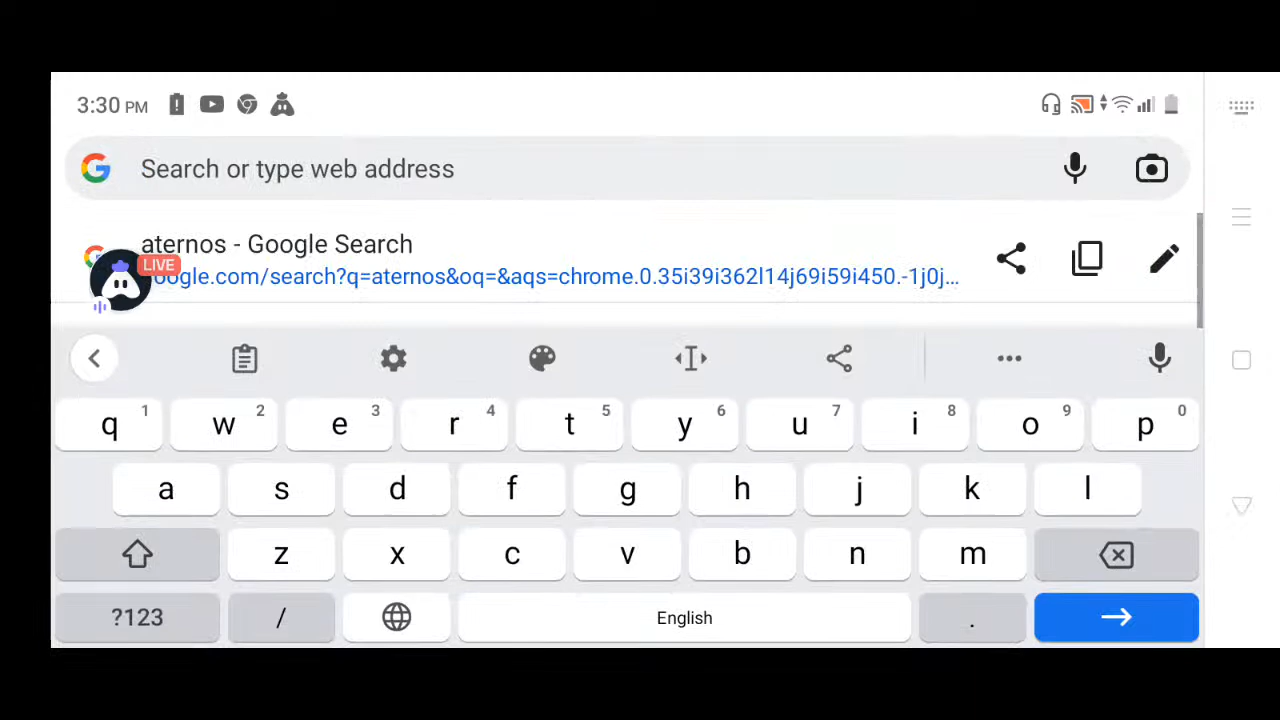 3:30 PM
Search or type web address
aternos - Google Search
LIVE
oogle.com/search?q=aternos&oq=&aqs=chrome.0.35i39i362l14j69i59i450.-1j0j...
q 1 w 2 e 3 r 4 t 5 y 6 u 7 i 8 o 9 p 0
a s d f g h j k l
z x c v b n m
?123 / English .